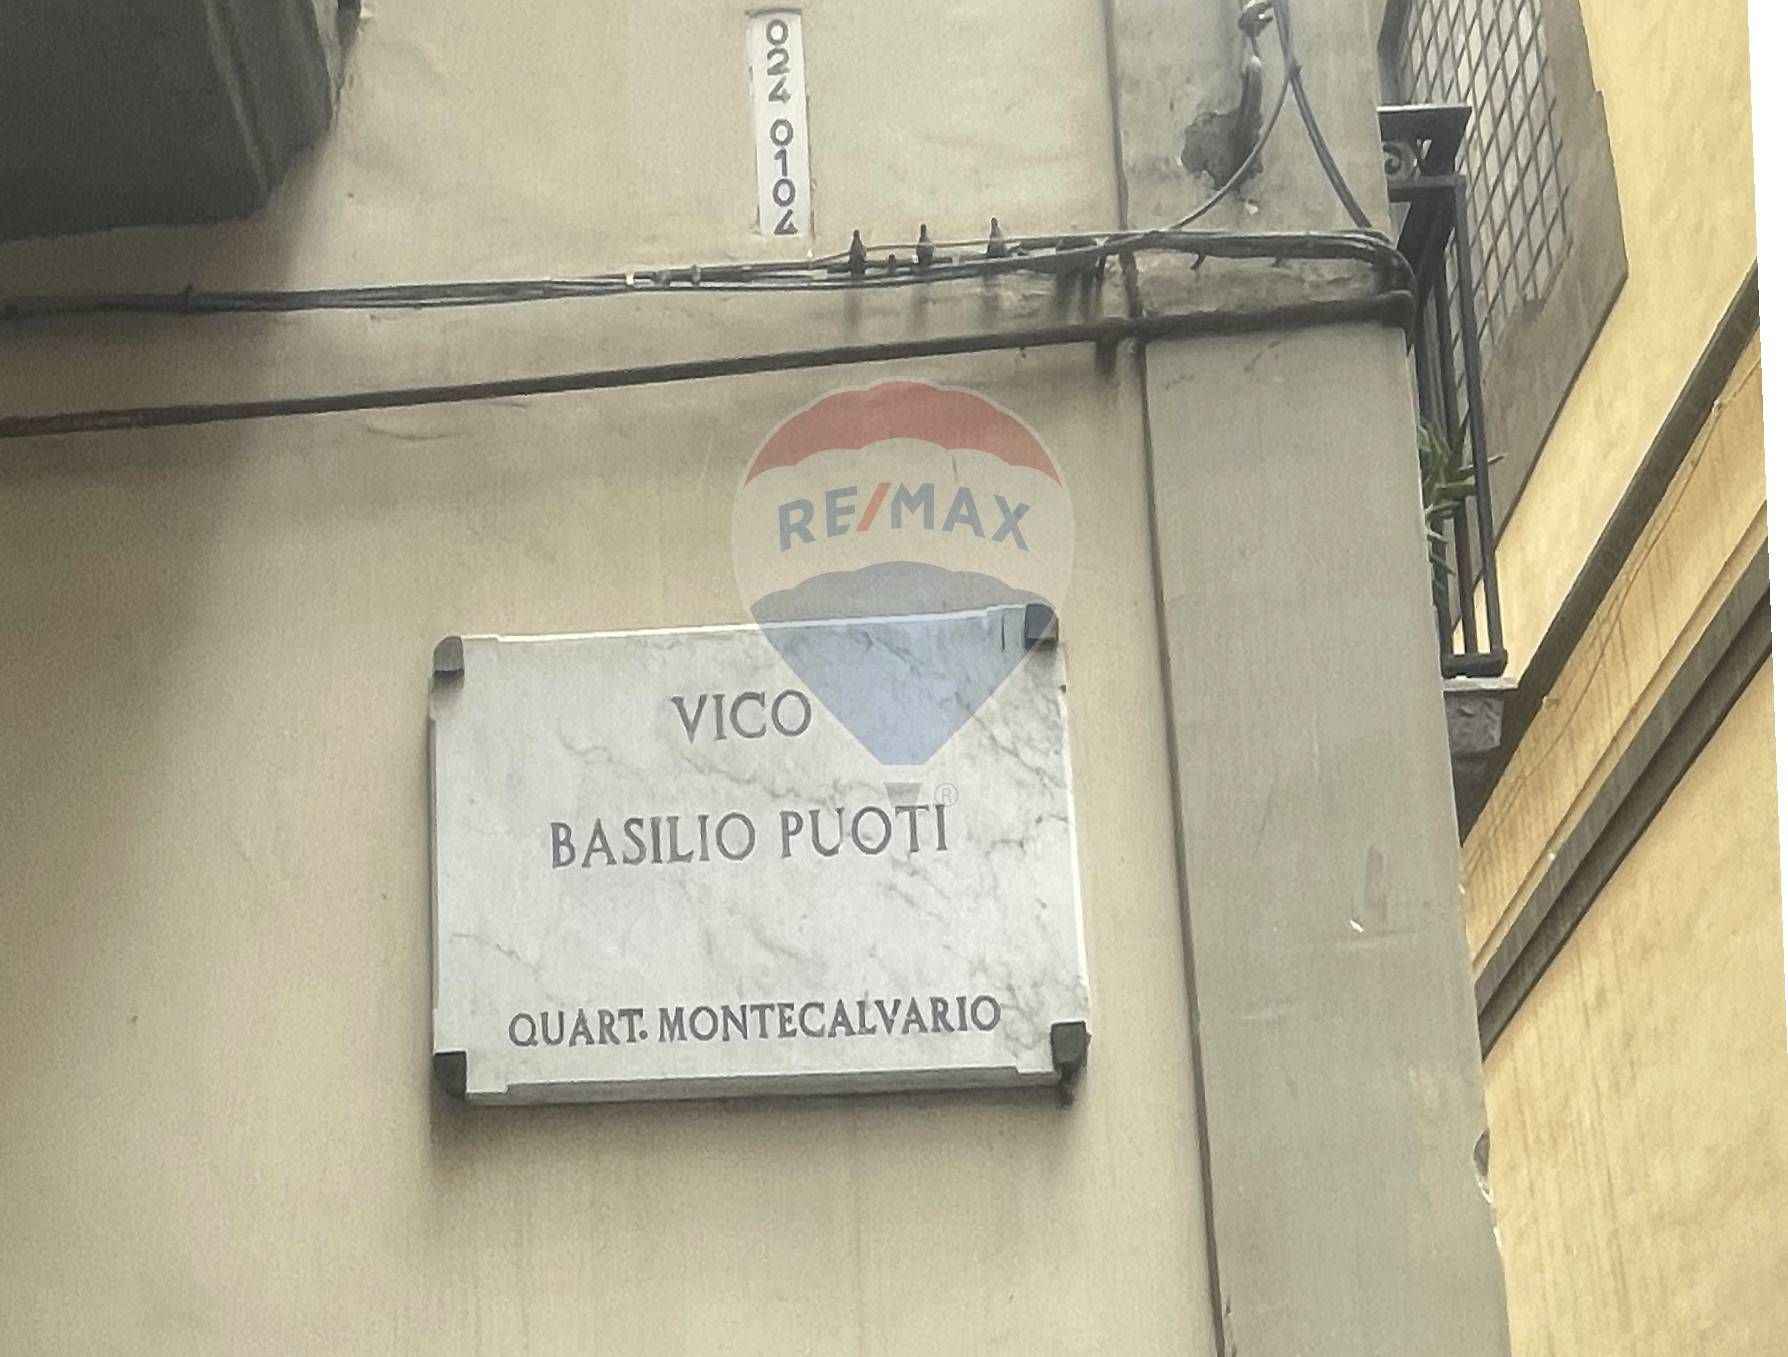 024 0104
RE/MAX
®
VICO
BASILIO PUOTI
QUART. MONTECALVARIO